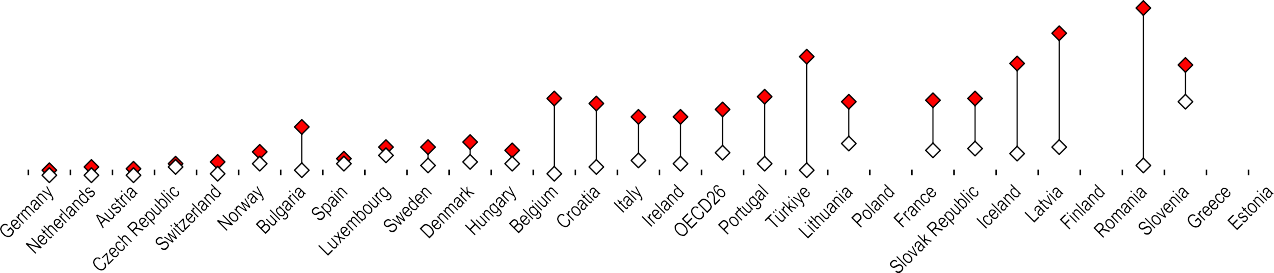 Germany
Netherlands
Austria
Czech Republic
Switzerland
Norway
Bulgaria
Spain
Luxembourg
Sweden
Denmark
Hungary
Belgium
Croatia
Italy
Ireland
OECD26
Portugal
Türkiye
Lithuania
Poland
France
Slovak Republic
Iceland
Latvia
Finland
Romania
Slovenia
Greece
Estonia